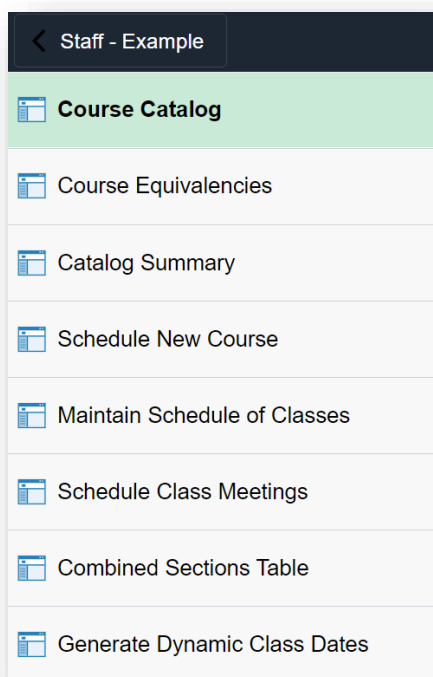 Staff - Example
Course Catalog
Course Equivalencies
Catalog Summary
Schedule New Course
Maintain Schedule of Classes
Schedule Class Meetings
Combined Sections Table
Generate Dynamic Class Dates